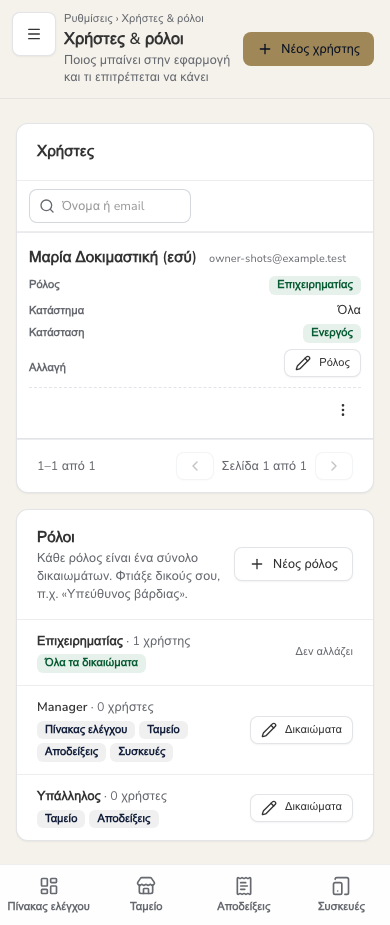 Ρυθμίσεις › Χρήστες & ρόλοι
Χρήστες & ρόλοι
Ποιος μπαίνει στην εφαρμογή
και τι επιτρέπεται να κάνει
Νέος χρήστης
Χρήστες
Όνομα ή email
Μαρία Δοκιμαστική (εσύ) owner-shots@example.test
Ρόλος Επιχειρηματίας
Κατάστημα Όλα
Κατάσταση Ενεργός
Αλλαγή Ρόλος
1–1 από 1 Σελίδα 1 από 1
Ρόλοι
Κάθε ρόλος είναι ένα σύνολο
δικαιωμάτων. Φτιάξε δικούς σου,
π.χ. «Υπεύθυνος βάρδιας».
Νέος ρόλος
Επιχειρηματίας · 1 χρήστης
Όλα τα δικαιώματα
Δεν αλλάζει
Manager · 0 χρήστες
Πίνακας ελέγχου Ταμείο
Αποδείξεις Συσκευές
Δικαιώματα
Υπάλληλος · 0 χρήστες
Ταμείο Αποδείξεις
Δικαιώματα
Πίνακας ελέγχου Ταμείο Αποδείξεις Συσκευές